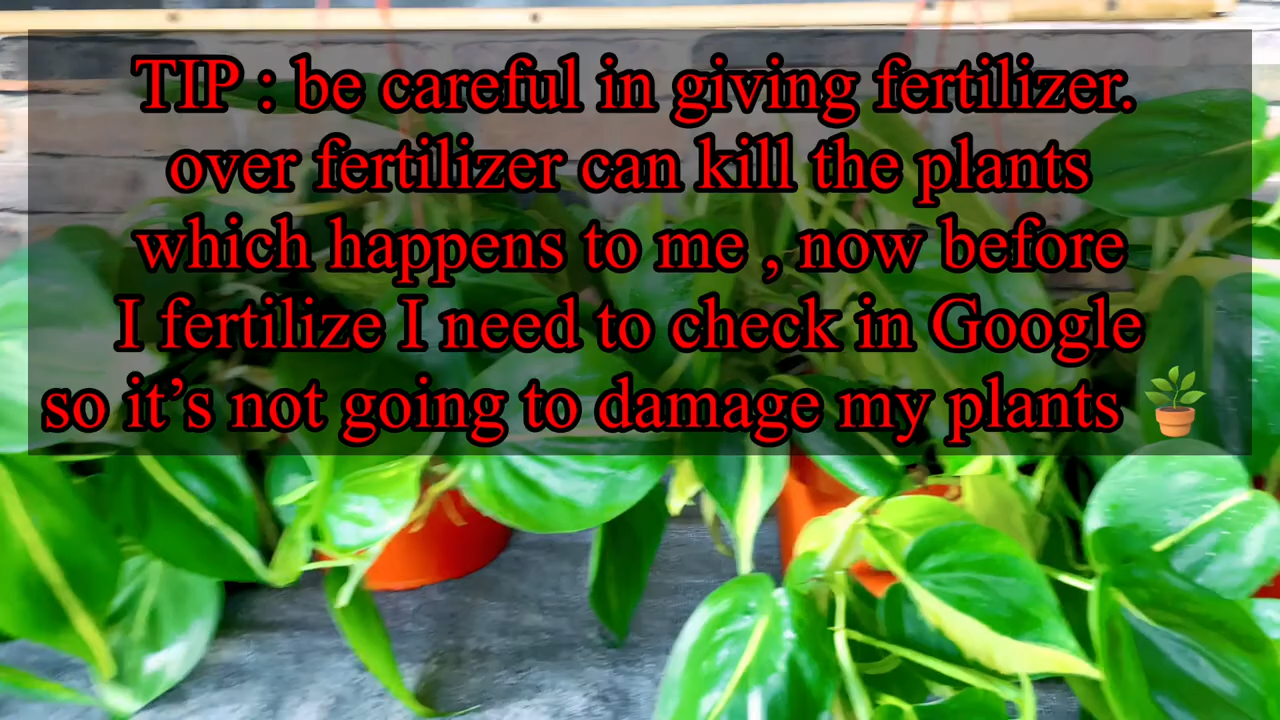 TIP : be careful in giving fertilizer.
over fertilizer can kill the plants
which happens to me , now before
I fertilize I need to check in Google
so it’s not going to damage my plants 🪴